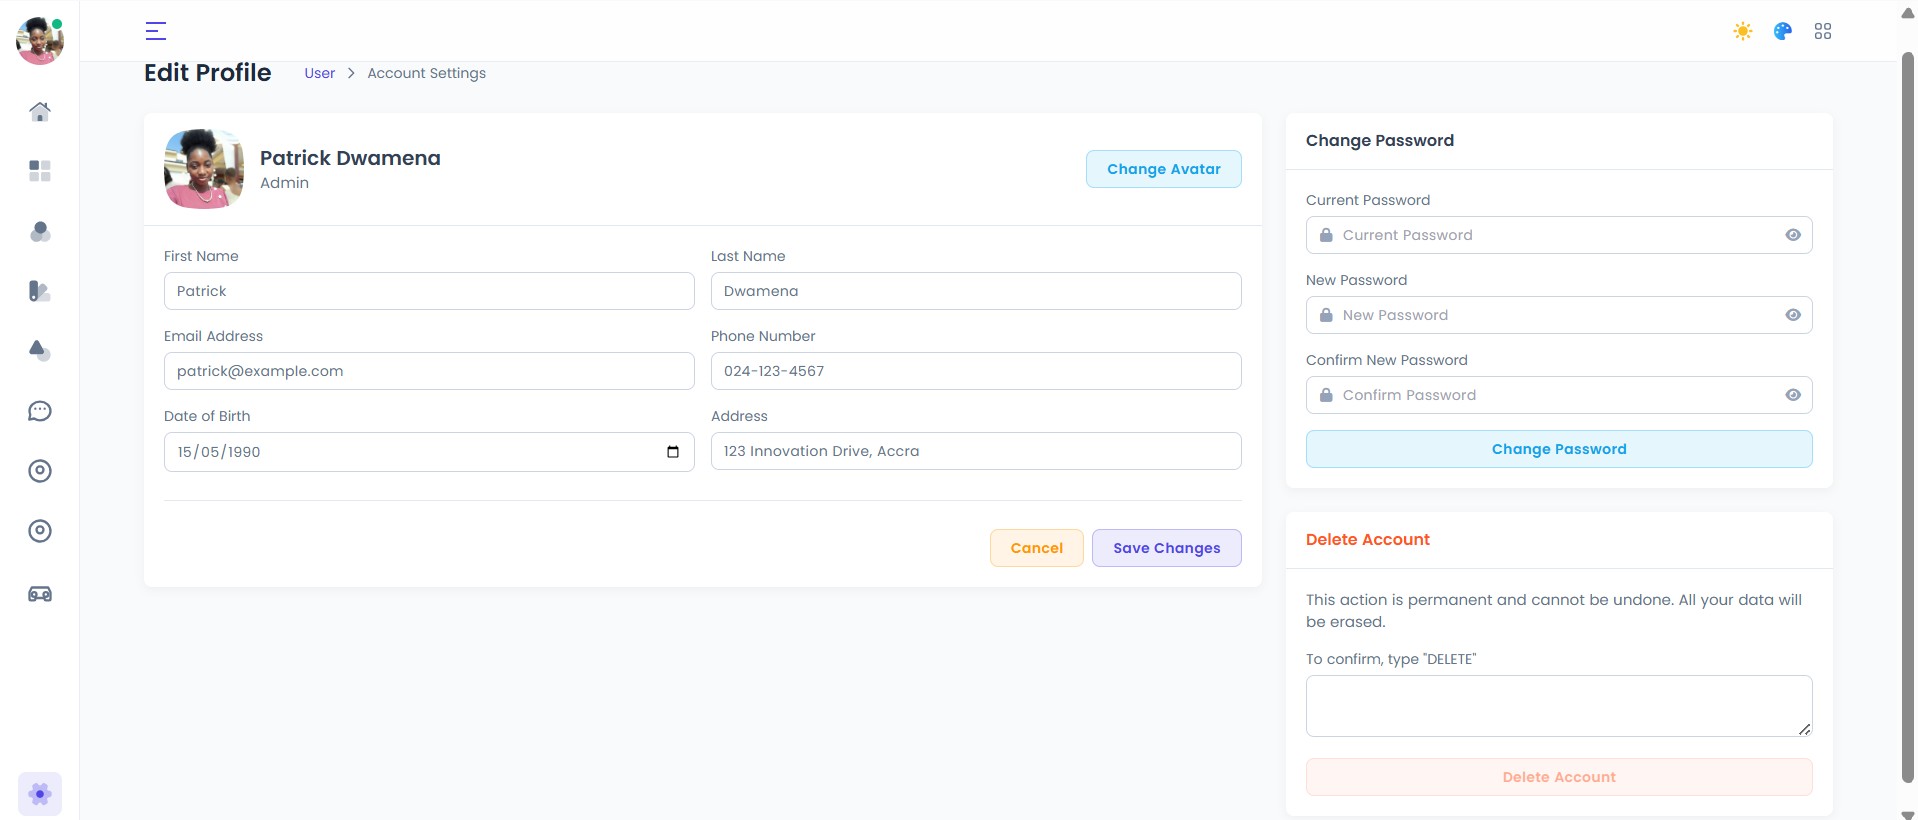 Edit Profile
User > Account Settings
Patrick Dwamena
Admin
Change Avatar
First Name
Patrick
Last Name
Dwamena
Email Address
patrick@example.com
Phone Number
024-123-4567
Date of Birth
15/05/1990
Address
123 Innovation Drive, Accra
Cancel
Save Changes
Change Password
Current Password
Current Password
New Password
New Password
Confirm New Password
Confirm Password
Change Password
Delete Account
This action is permanent and cannot be undone. All your data will
be erased.
To confirm, type "DELETE"
Delete Account